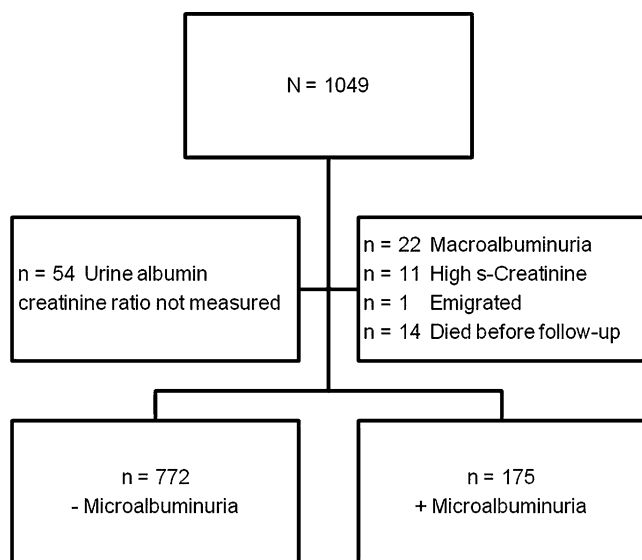 N = 1049
n = 54 Urine albumin
creatinine ratio not measured
n = 22 Macroalbuminuria
n = 11 High s-Creatinine
n = 1 Emigrated
n = 14 Died before follow-up
n = 772
- Microalbuminuria
n = 175
+ Microalbuminuria